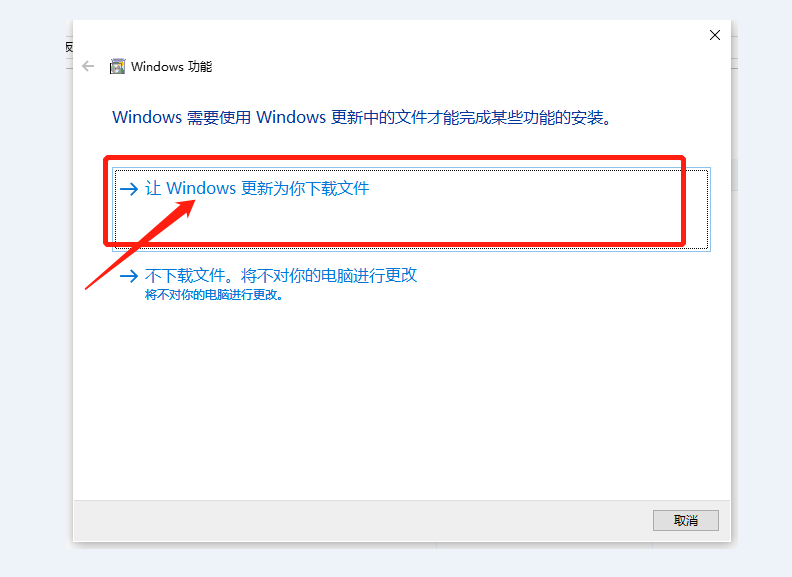 Windows 功能
Windows 需要使用 Windows 更新中的文件才能完成某些功能的安装。
让 Windows 更新为你下载文件
不下载文件。将不对你的电脑进行更改
将不对你的电脑进行更改。
取消